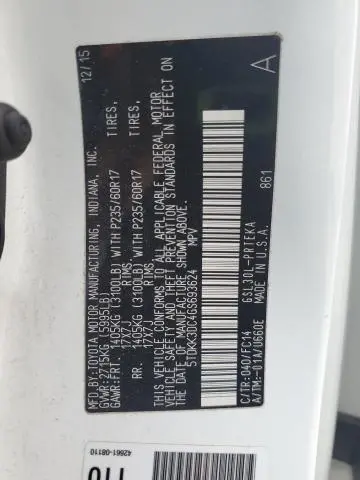 MFD. BY:TOYOTA MOTOR MANUFACTURING, INDIANA, INC. 12/15
GVWR: 2715KG (5995LB)
GAWR:FRT. 1405KG (3100LB) WITH P235/60R17 TIRES,
17X7J RIMS
RR. 1405KG (3100LB) WITH P235/60R17 TIRES,
17X7J RIMS
THIS VEHICLE CONFORMS TO ALL APPLICABLE FEDERAL MOTOR
VEHICLE SAFETY AND THEFT PREVENTION STANDARDS IN EFFECT ON
THE DATE OF MANUFACTURE SHOWN ABOVE.
5TDKK3DC4GS693624 MPV
A
C/TR:040/FC14 GSL30L-PRTEKA
A/TM:-01A/U660E MADE IN U.S.A. 861
42661-08110